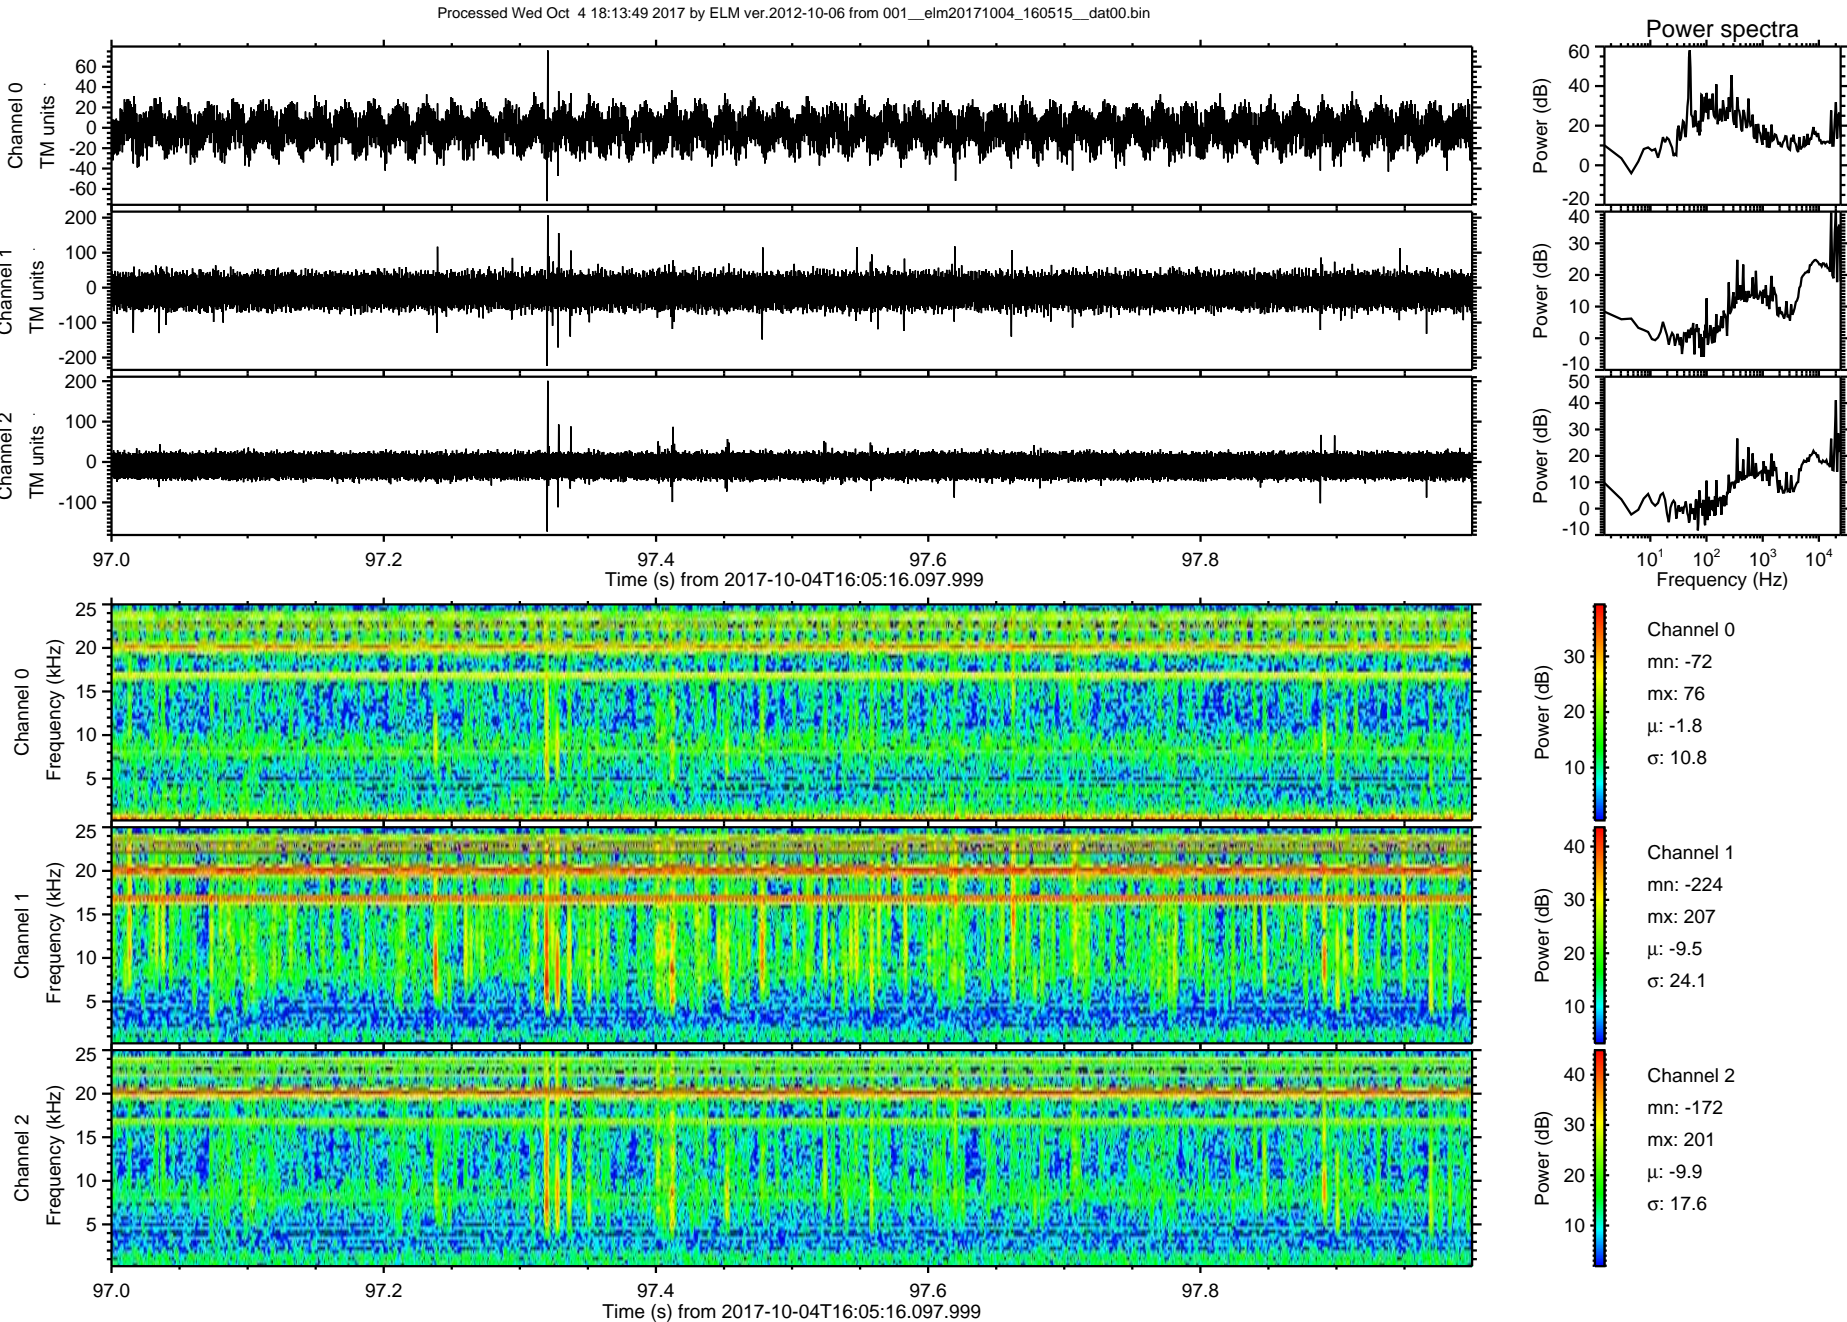 Processed Wed Oct  4 18:13:49 2017 by ELM ver.2012-10-06 from 001__elm20171004_160515__dat00.bin
Power spectra
Channel 0
TM units
60
40
20
0
-20
-40
-60
Power (dB)
60
40
20
0
-20
Channel 1
TM units
200
100
0
-100
-200
Power (dB)
40
30
20
10
0
-10
Channel 2
TM units
200
100
0
-100
Power (dB)
50
40
30
20
10
0
-10
97.0 97.2 97.4 97.6 97.8
Time (s) from 2017-10-04T16:05:16.097.999
10¹ 10² 10³ 10⁴
Frequency (Hz)
Channel 0
Frequency (kHz)
25
20
15
10
5
Power (dB)
30
20
10
Channel 0
mn: -72
mx: 76
μ: -1.8
σ: 10.8
Channel 1
Frequency (kHz)
25
20
15
10
5
Power (dB)
40
30
20
10
Channel 1
mn: -224
mx: 207
μ: -9.5
σ: 24.1
Channel 2
Frequency (kHz)
25
20
15
10
5
Power (dB)
40
30
20
10
Channel 2
mn: -172
mx: 201
μ: -9.9
σ: 17.6
97.0 97.2 97.4 97.6 97.8
Time (s) from 2017-10-04T16:05:16.097.999